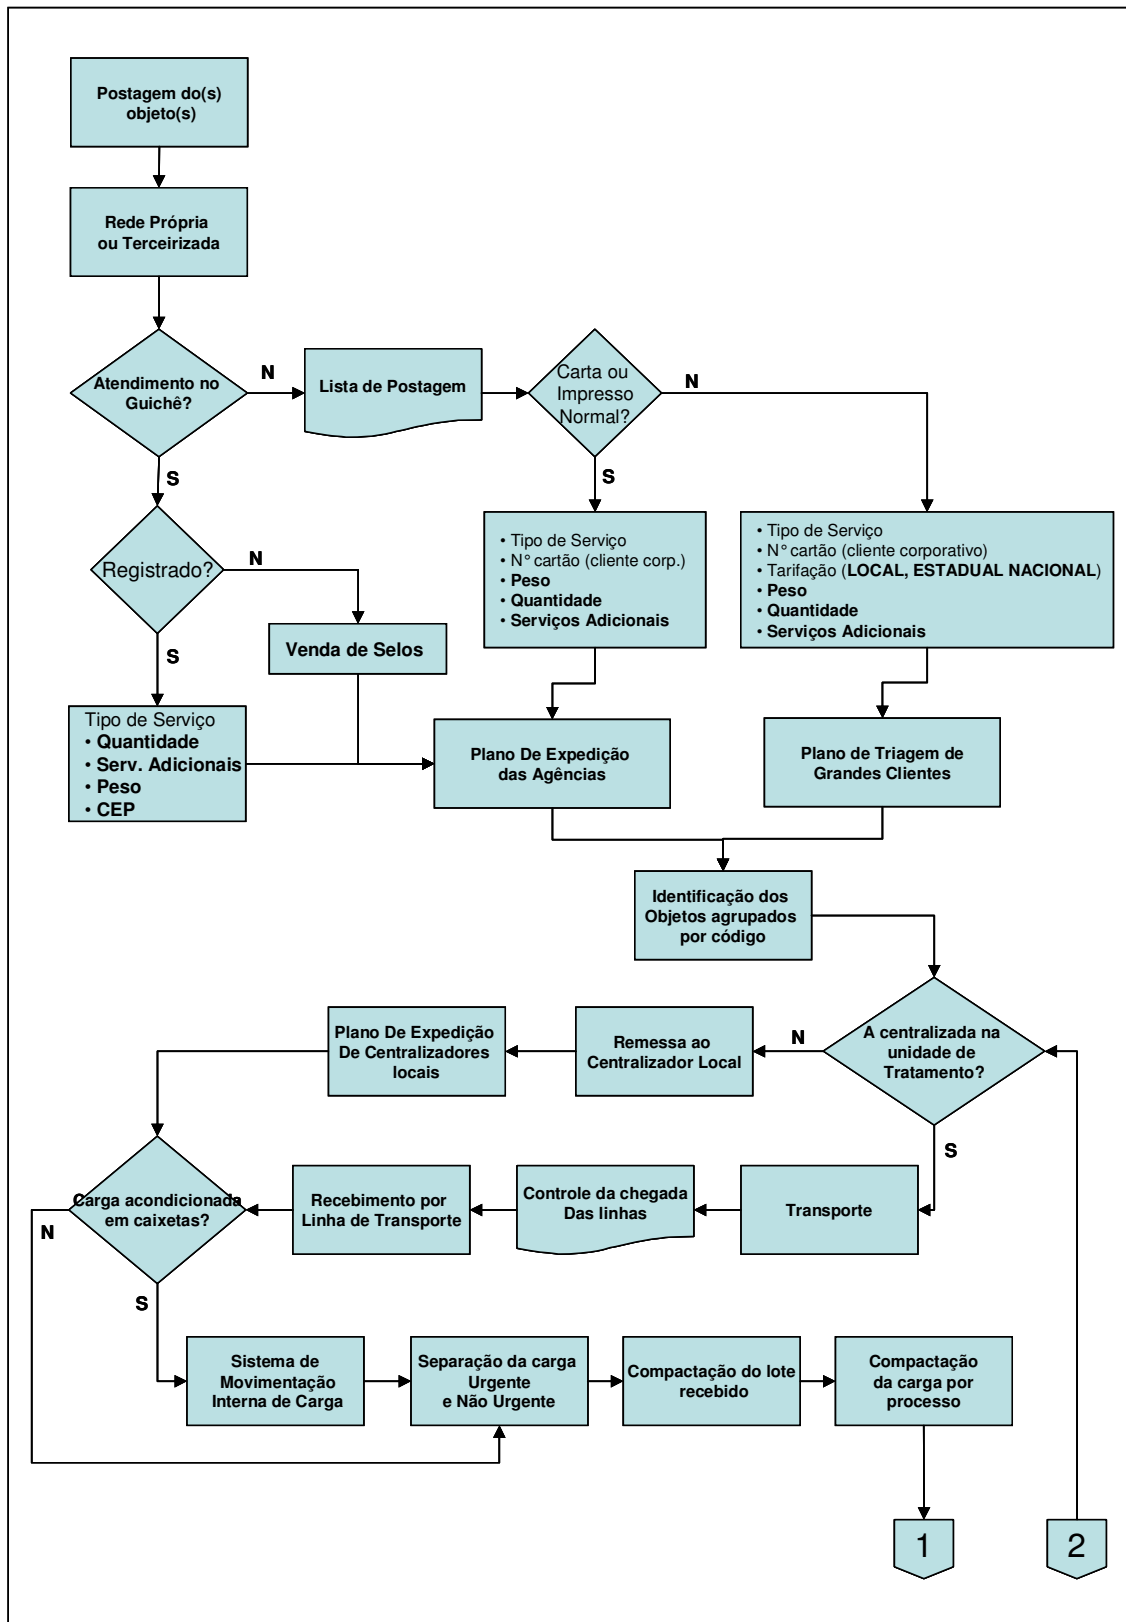 Postagem do(s)
objeto(s)
Rede Própria
ou Terceirizada
Atendimento no
Guichê?
N
Lista de Postagem
Carta ou
Impresso
Normal?
N
S
S
Registrado?
N
• Tipo de Serviço
• N° cartão (cliente corp.)
• Peso
• Quantidade
• Serviços Adicionais
• Tipo de Serviço
• N° cartão (cliente corporativo)
• Tarifação (LOCAL, ESTADUAL NACIONAL)
• Peso
• Quantidade
• Serviços Adicionais
Venda de Selos
S
Tipo de Serviço
• Quantidade
• Serv. Adicionais
• Peso
• CEP
Plano De Expedição
das Agências
Plano de Triagem de
Grandes Clientes
Identificação dos
Objetos agrupados
por código
A centralizada na
unidade de
Tratamento?
N
Remessa ao
Centralizador Local
Plano De Expedição
De Centralizadores
locais
S
Transporte
Controle da chegada
Das linhas
Recebimento por
Linha de Transporte
Carga acondicionada
em caixetas?
N
S
Sistema de
Movimentação
Interna de Carga
Separação da carga
Urgente
e Não Urgente
Compactação do lote
recebido
Compactação
da carga por
processo
1
2